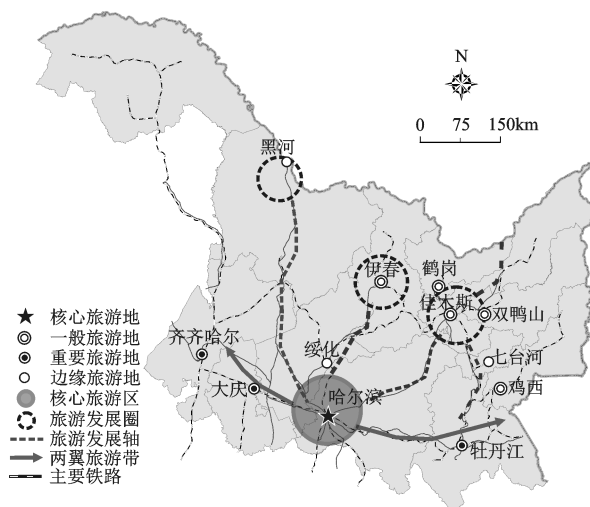 N
0 75 150km
黑河
伊春
鹤岗
佳木斯
双鸭山
齐齐哈尔
绥化
七台河
大庆
哈尔滨
鸡西
牡丹江
核心旅游地
一般旅游地
重要旅游地
边缘旅游地
核心旅游区
旅游发展圈
旅游发展轴
两翼旅游带
主要铁路